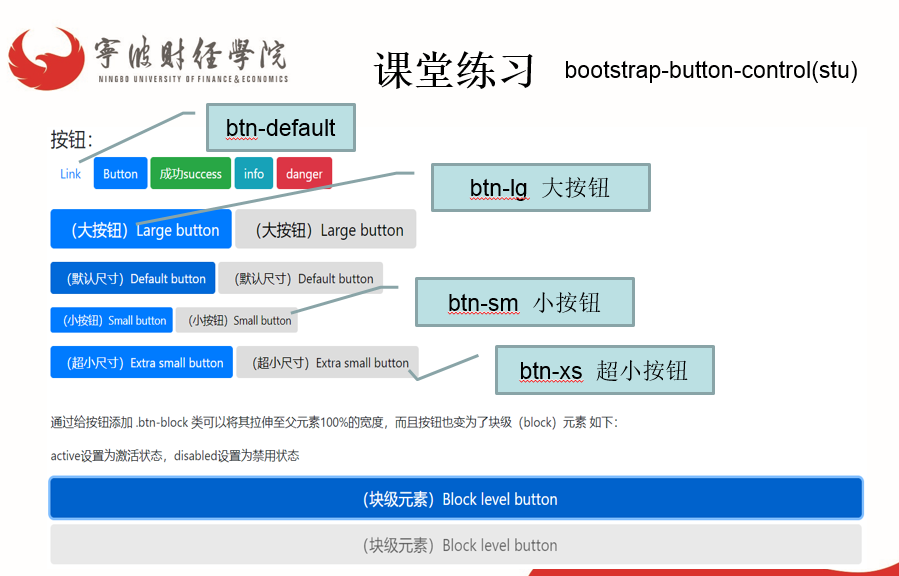 寧波财经学院
NINGBO UNIVERSITY OF FINANCE & ECONOMICS
课堂练习 bootstrap-button-control(stu)
btn-default
按钮：
Link Button 成功success info danger
btn-lg 大按钮
（大按钮）Large button （大按钮）Large button
（默认尺寸）Default button （默认尺寸）Default button
btn-sm 小按钮
（小按钮）Small button （小按钮）Small button
（超小尺寸）Extra small button （超小尺寸）Extra small button
btn-xs 超小按钮
通过给按钮添加 .btn-block 类可以将其拉伸至父元素100%的宽度，而且按钮也变为了块级（block）元素 如下：
active设置为激活状态，disabled设置为禁用状态
（块级元素）Block level button
（块级元素）Block level button